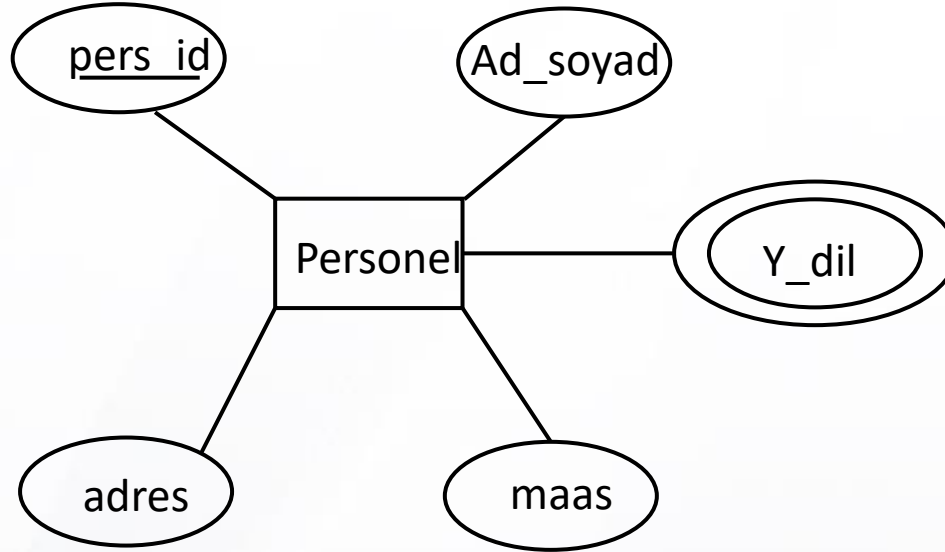 pers_id
Ad_soyad
Personel
Y_dil
adres
maas